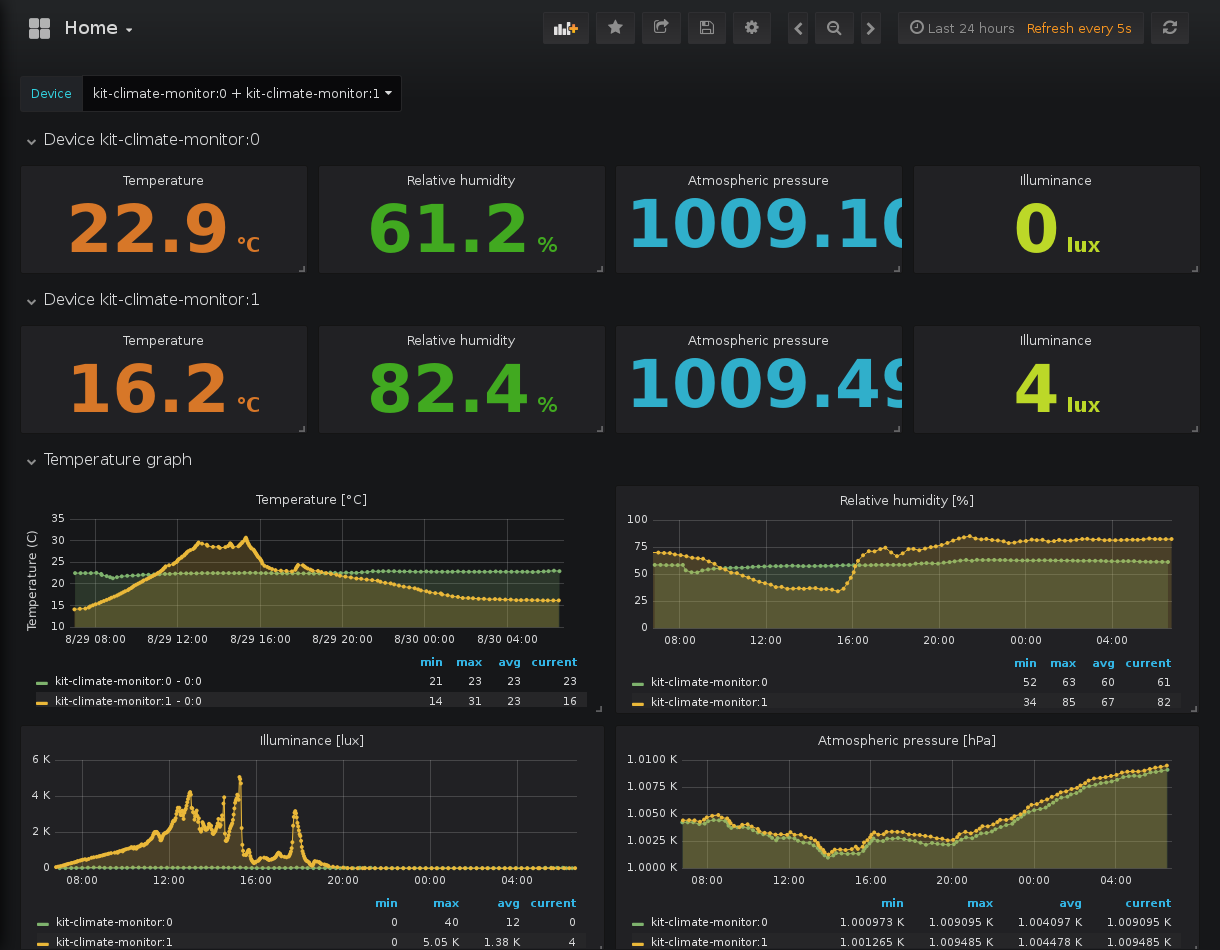 Home
Last 24 hours Refresh every 5s
Device kit-climate-monitor:0 + kit-climate-monitor:1
Device kit-climate-monitor:0
Temperature Relative humidity Atmospheric pressure Illuminance
22.9 °C 61.2 % 1009.10 0 lux
Device kit-climate-monitor:1
Temperature Relative humidity Atmospheric pressure Illuminance
16.2 °C 82.4 % 1009.49 4 lux
Temperature graph
Temperature [°C]
Temperature (C)
35
30
25
20
15
10
8/29 08:00 8/29 12:00 8/29 16:00 8/29 20:00 8/30 00:00 8/30 04:00
min max avg current
kit-climate-monitor:0 - 0:0 21 23 23 23
kit-climate-monitor:1 - 0:0 14 31 23 16
Relative humidity [%]
100
75
50
25
0
08:00 12:00 16:00 20:00 00:00 04:00
min max avg current
kit-climate-monitor:0 52 63 60 61
kit-climate-monitor:1 34 85 67 82
Illuminance [lux]
6 K
4 K
2 K
0
08:00 12:00 16:00 20:00 00:00 04:00
min max avg current
kit-climate-monitor:0 0 40 12 0
kit-climate-monitor:1 0 5.05 K 1.38 K 4
Atmospheric pressure [hPa]
1.0100 K
1.0075 K
1.0050 K
1.0025 K
1.0000 K
08:00 12:00 16:00 20:00 00:00 04:00
min max avg current
kit-climate-monitor:0 1.000973 K 1.009095 K 1.004097 K 1.009095 K
kit-climate-monitor:1 1.001265 K 1.009485 K 1.004478 K 1.009485 K